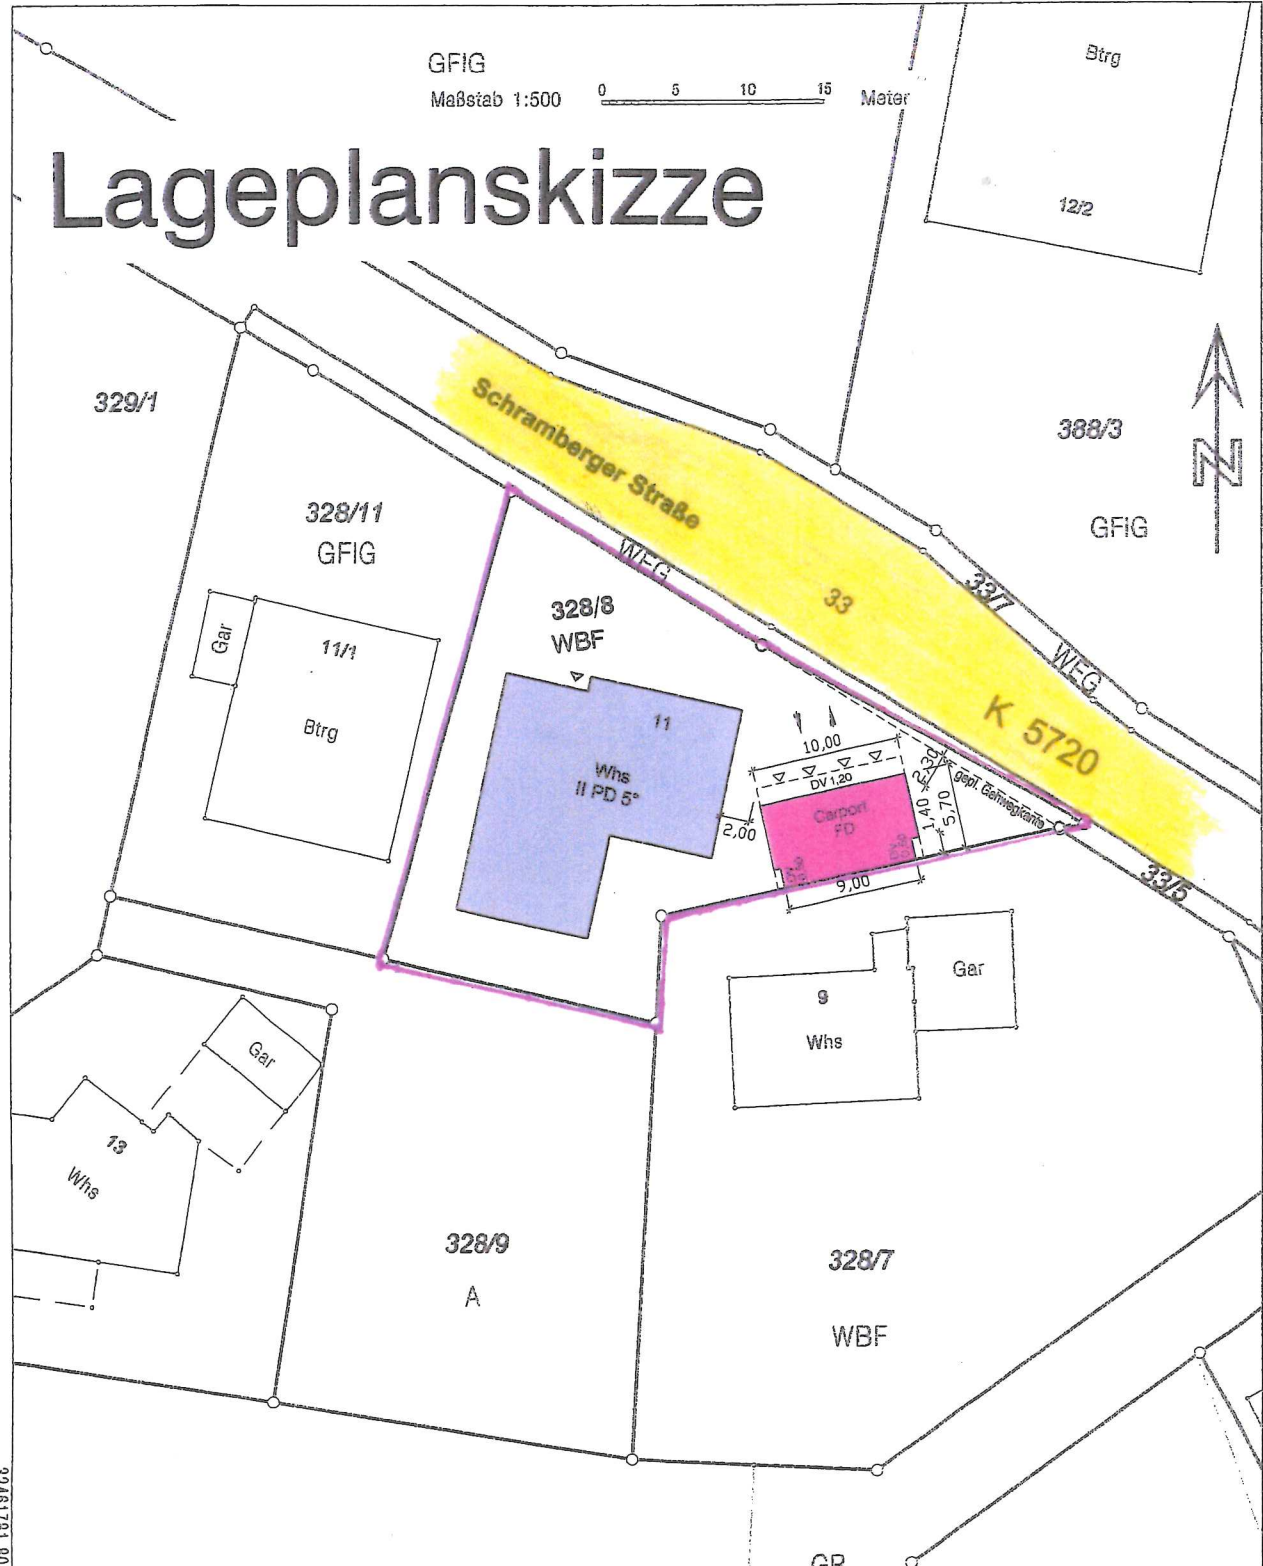 GFIG
Maßstab 1:500
0 5 10 15 Meter
Btrg
12/2
Lageplanskizze
329/1
388/3
N
GFIG
Schramberger Straße
328/11
GFIG
WEG
33
33/7
WEG
K 5720
328/8
WBF
Gar
11/1
Btrg
11
Whs
II PD 5°
10,00
DV 1,20
Carport
FD
2,00
2,30
1,40
5,70
gepl. Gehwegkante
9,00
33/5
9
Whs
Gar
Gar
13
Whs
328/9
A
328/7
WBF
GR